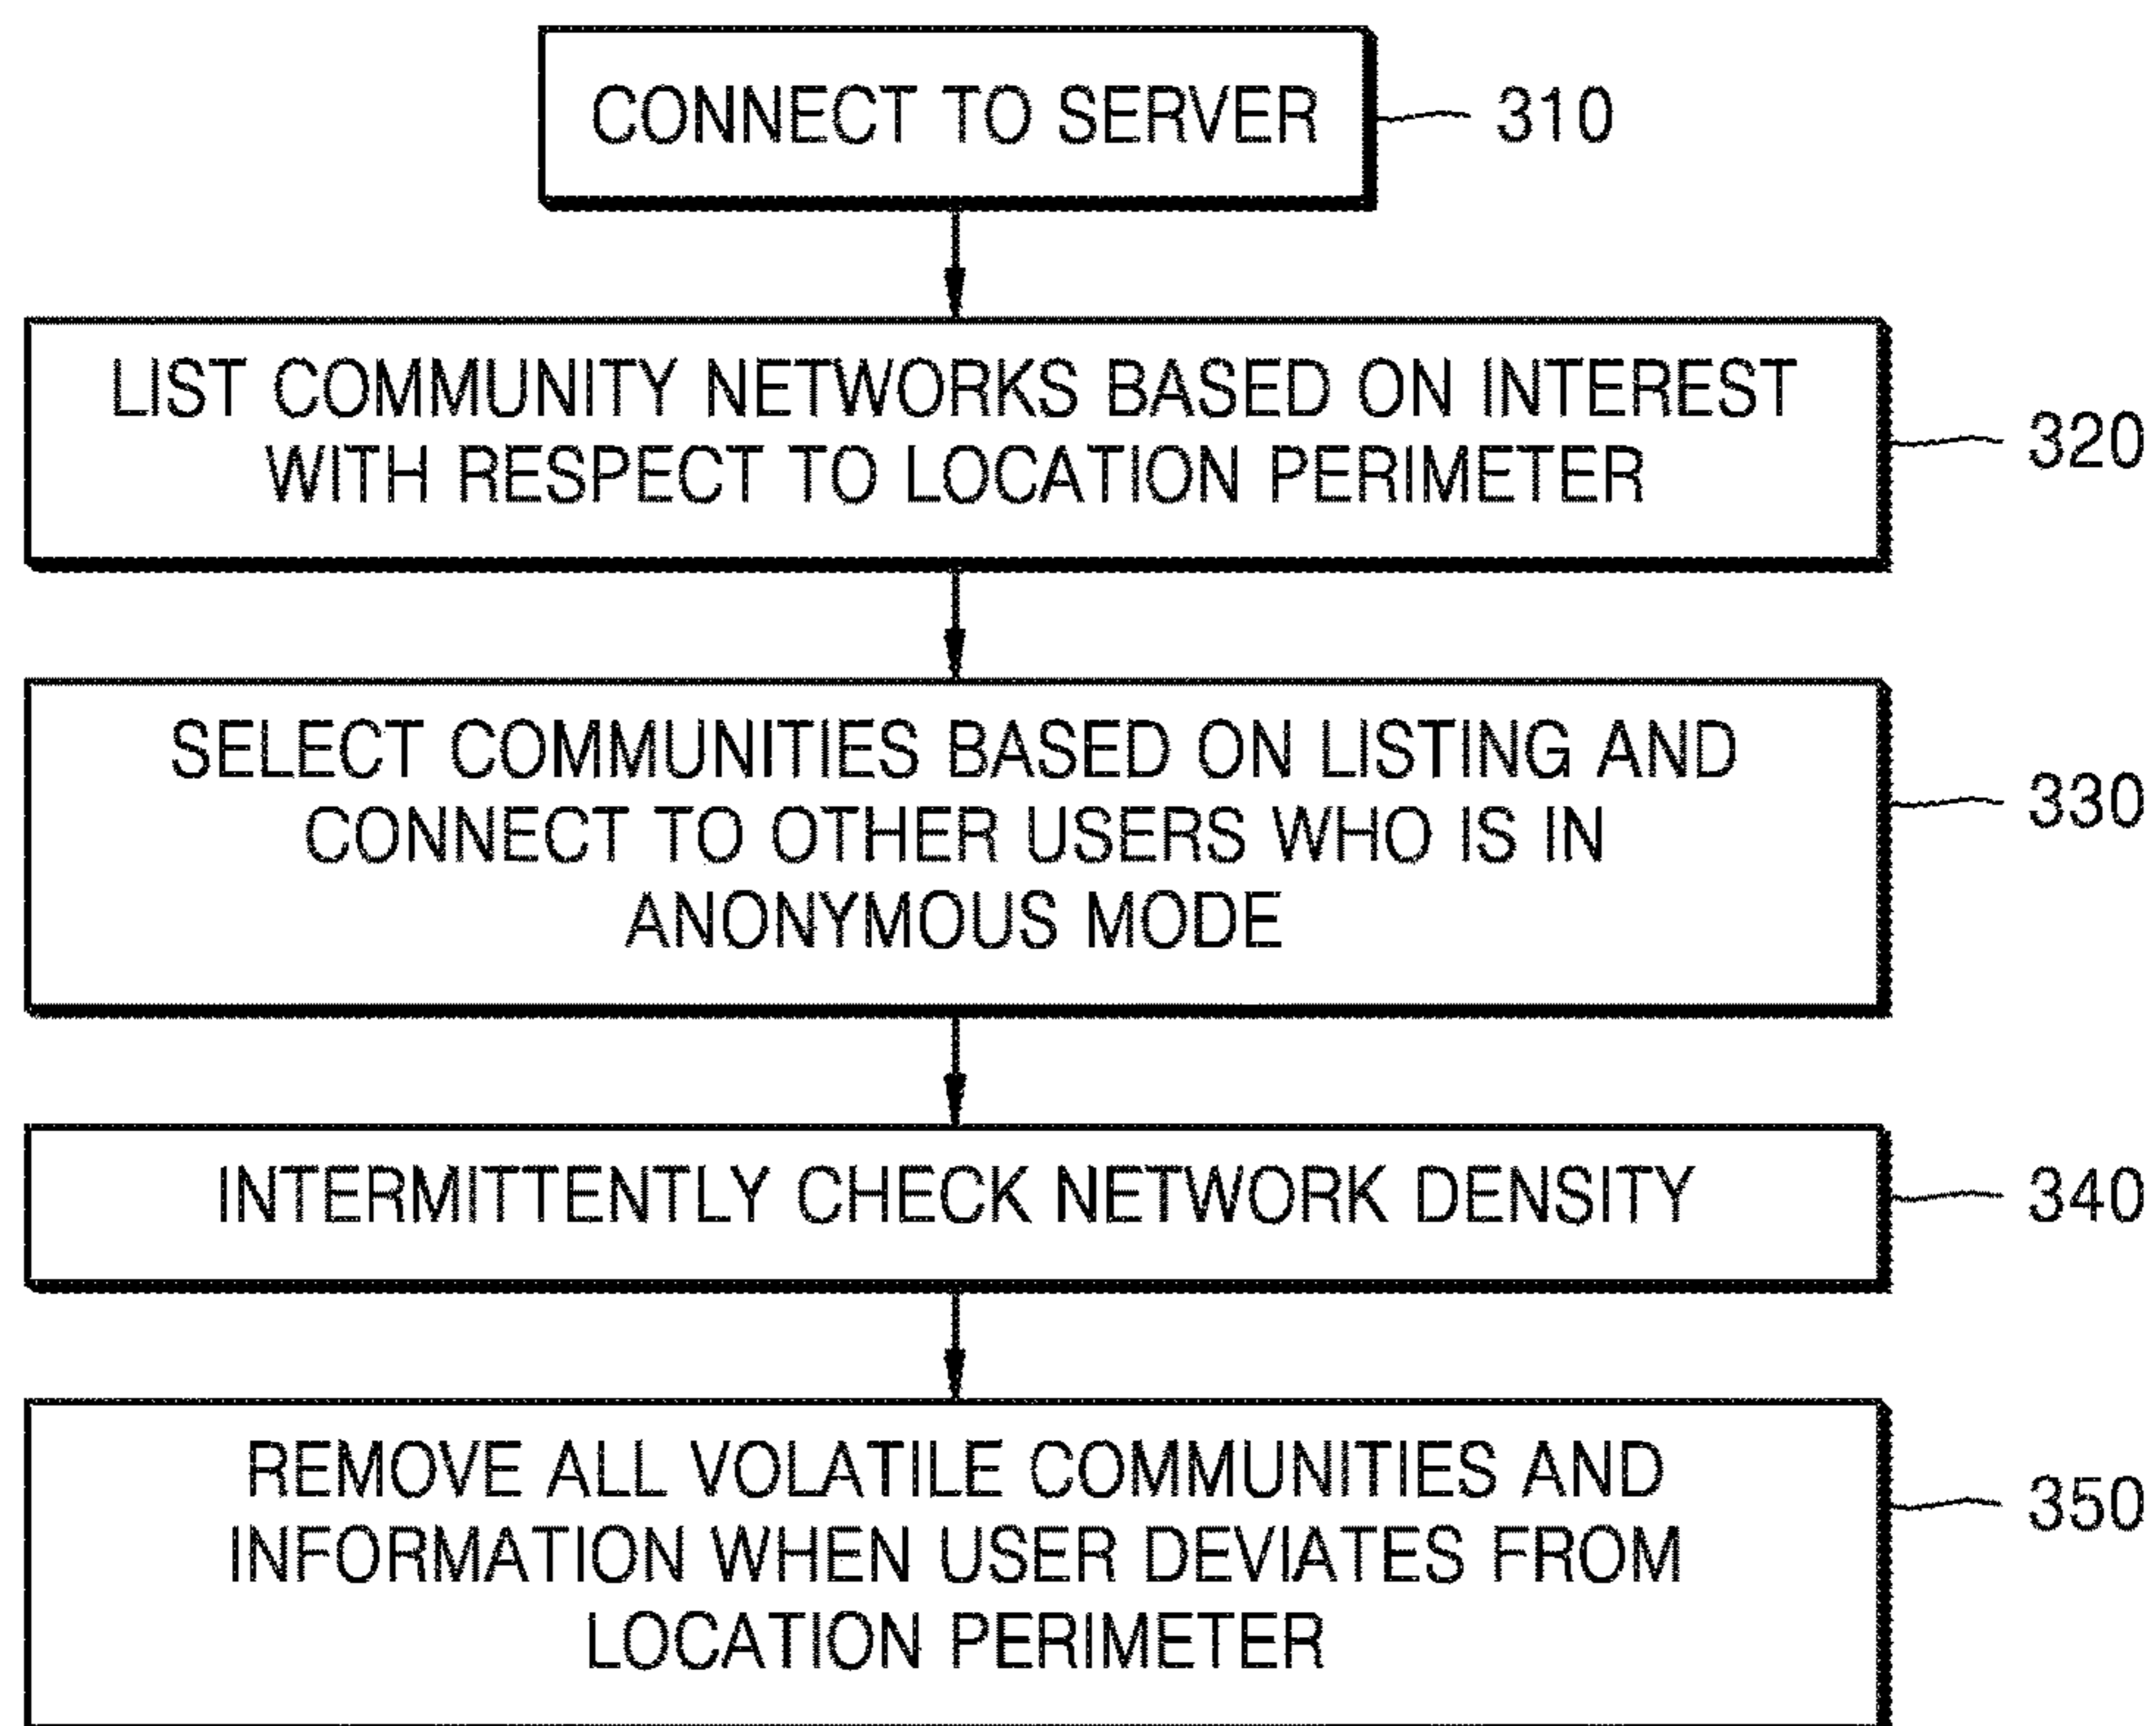 CONNECT TO SERVER
310
LIST COMMUNITY NETWORKS BASED ON INTEREST
WITH RESPECT TO LOCATION PERIMETER
320
SELECT COMMUNITIES BASED ON LISTING AND
CONNECT TO OTHER USERS WHO IS IN
ANONYMOUS MODE
330
INTERMITTENTLY CHECK NETWORK DENSITY
340
REMOVE ALL VOLATILE COMMUNITIES AND
INFORMATION WHEN USER DEVIATES FROM
LOCATION PERIMETER
350